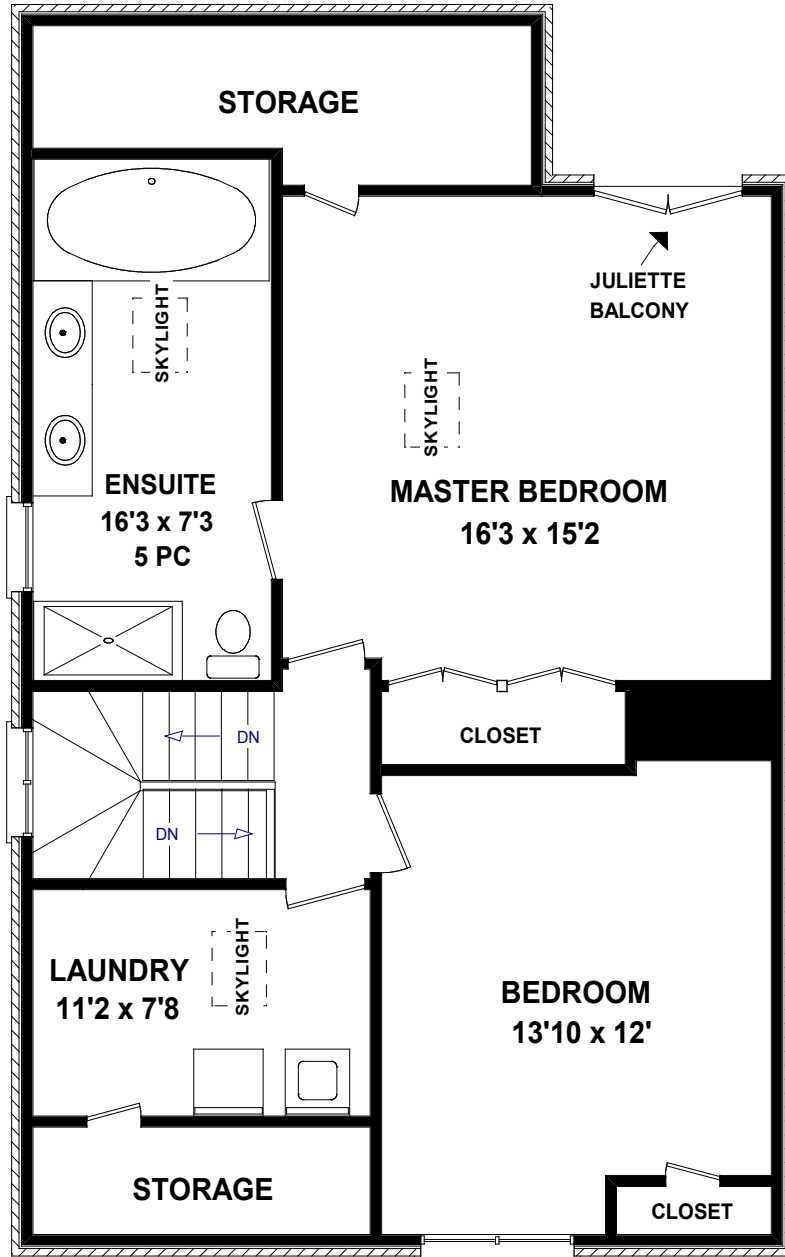 STORAGE
JULIETTE
BALCONY
SKYLIGHT
SKYLIGHT
ENSUITE
16'3 x 7'3
5 PC
MASTER BEDROOM
16'3 x 15'2
CLOSET
DN
DN
SKYLIGHT
LAUNDRY
11'2 x 7'8
BEDROOM
13'10 x 12'
STORAGE
CLOSET